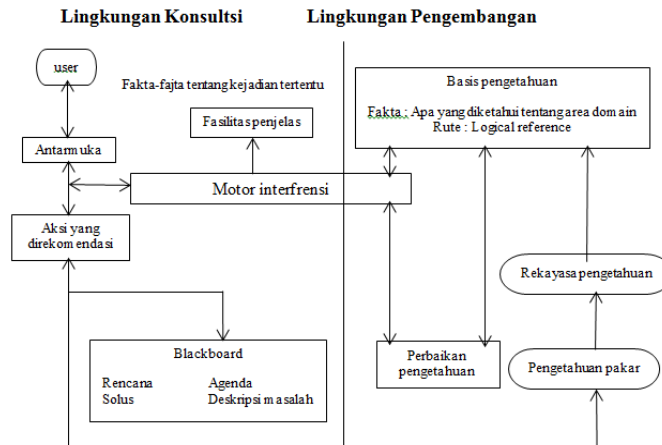 Lingkungan Konsultsi
Lingkungan Pengembangan
user
Fakta-fajta tentang kejadian tertentu
Fasilitas penjelas
Antarmuka
Basis pengetahuan
Fakta : Apa yang diketahui tentang area domain
Rute : Logical reference
Motor interfrensi
Aksi yang
direkomendasi
Rekayasa pengetahuan
Blackboard
Rencana Agenda
Solus Deskripsi masalah
Perbaikan
pengetahuan
Pengetahuan pakar